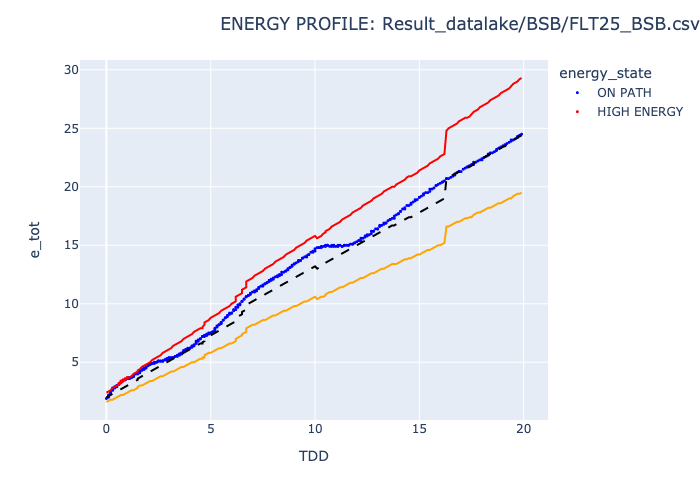 ENERGY PROFILE: Result_datalake/BSB/FLT25_BSB.csv
energy_state
ON PATH
HIGH ENERGY
30
25
20
15
10
5
e_tot
0
5
10
15
20
TDD